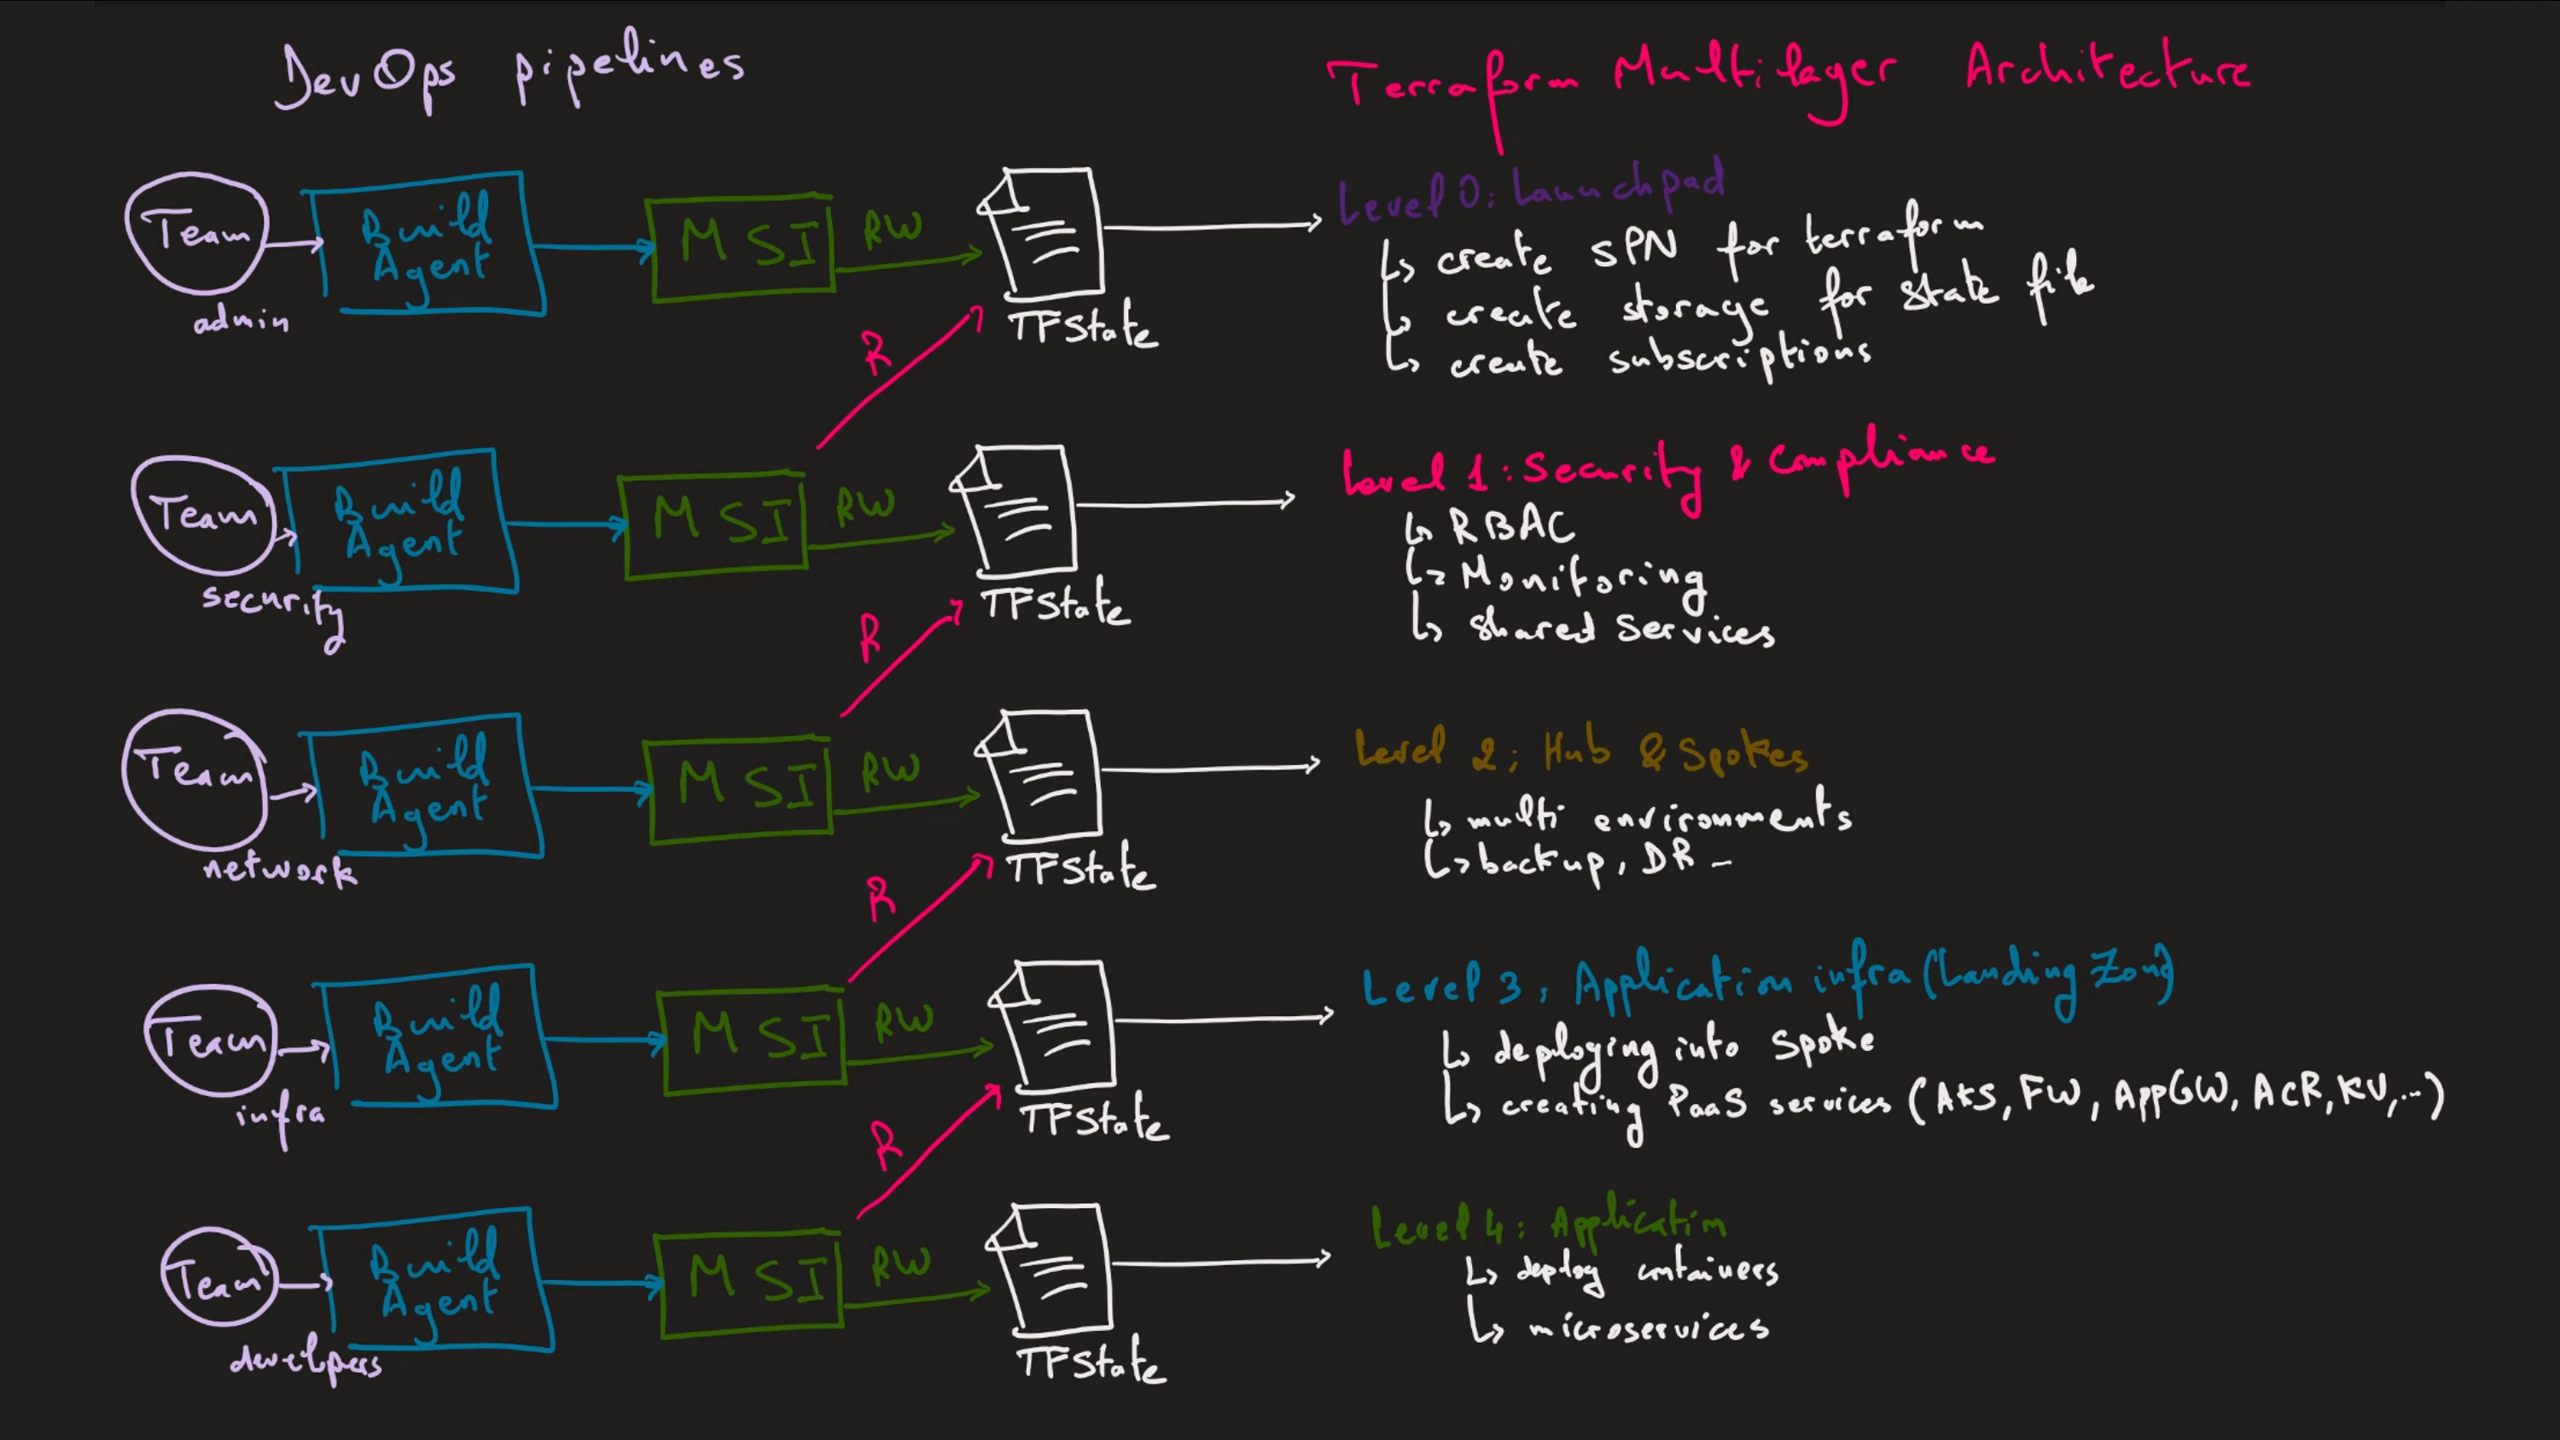 DevOps pipelines
Terraform Multilayer Architecture
Team
admin
Build
Agent
MSI
RW
TFState
Level 0: Launchpad
create SPN for terraform
create storage for state file
create subscriptions
R
Team
security
Build
Agent
MSI
RW
TFState
Level 1: Security & Compliance
RBAC
Monitoring
shared Services
R
Team
network
Build
Agent
MSI
RW
TFState
Level 2: Hub & Spokes
multi environments
backup, DR -
R
Team
infra
Build
Agent
MSI
RW
TFState
Level 3: Application infra (Landing Zone)
deploying into Spoke
creating PaaS services (AKS, FW, AppGW, ACR, KV, ...)
R
Team
developers
Build
Agent
MSI
RW
TFState
Level 4: Application
deploy containers
microservices